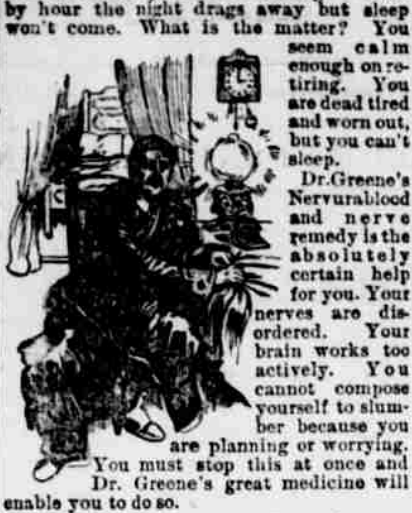 by hour the night drags away but sleep
won't come. What is the matter? You
seem calm
enough on re-
tiring. You
are dead tired
and worn out,
but you can't
sleep.
Dr.Greene's
Nervurablood
and nerve
remedy is the
absolutely
certain help
for you. Your
nerves are dis-
ordered. Your
brain works too
actively. You
cannot compose
yourself to slum-
ber because you
are planning or worrying.
You must stop this at once and
Dr. Greene's great medicine will
enable you to do so.